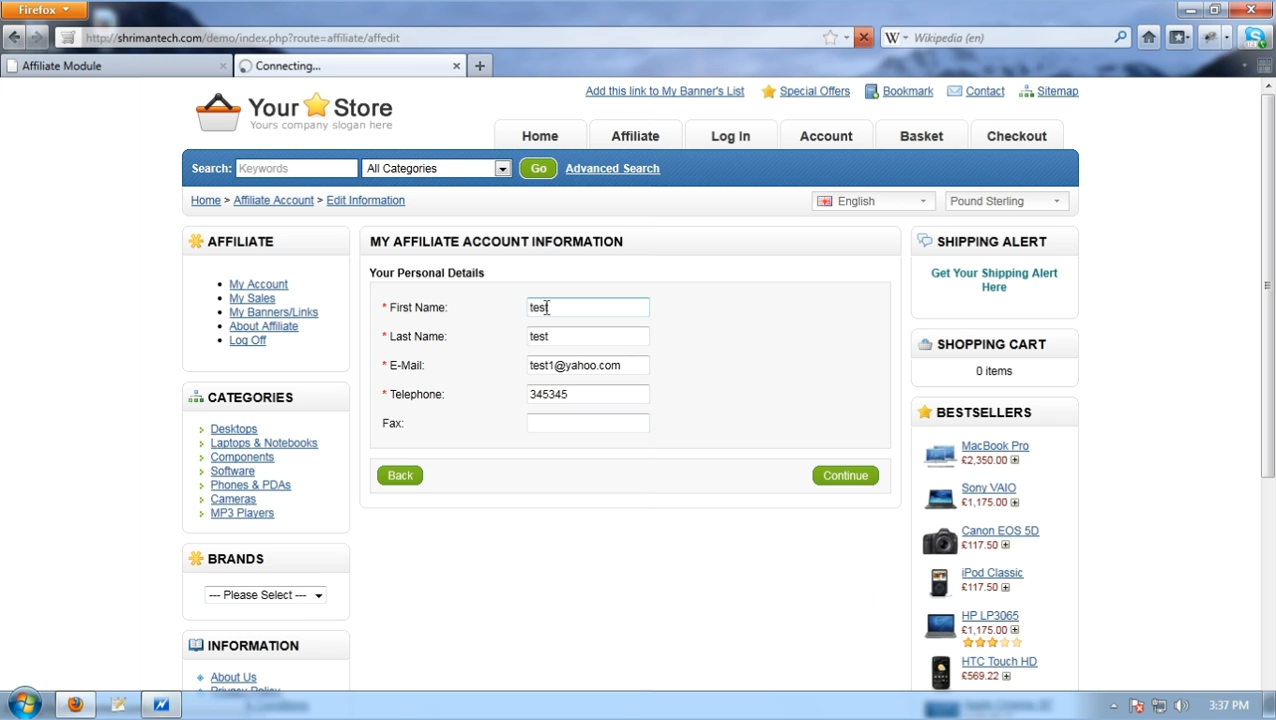 Firefox
http://shrimantech.com/demo/index.php?route=affiliate/affedit
Wikipedia (en)
Affiliate Module
Connecting...
Add this link to My Banner's List
Special Offers
Bookmark
Contact
Sitemap
Your Store
Yours company slogan here
Home
Affiliate
Log In
Account
Basket
Checkout
Search:
Keywords
All Categories
Go
Advanced Search
Home > Affiliate Account > Edit Information
English
Pound Sterling
AFFILIATE
My Account
My Sales
My Banners/Links
About Affiliate
Log Off
CATEGORIES
Desktops
Laptops & Notebooks
Components
Software
Phones & PDAs
Cameras
MP3 Players
BRANDS
--- Please Select ---
INFORMATION
About Us
MY AFFILIATE ACCOUNT INFORMATION
Your Personal Details
* First Name: test
* Last Name: test
* E-Mail: test1@yahoo.com
* Telephone: 345345
Fax:
Back
Continue
SHIPPING ALERT
Get Your Shipping Alert
Here
SHOPPING CART
0 items
BESTSELLERS
MacBook Pro
£2,350.00
Sony VAIO
£1,175.00
Canon EOS 5D
£117.50
iPod Classic
£117.50
HP LP3065
£1,175.00
HTC Touch HD
£569.22
3:37 PM